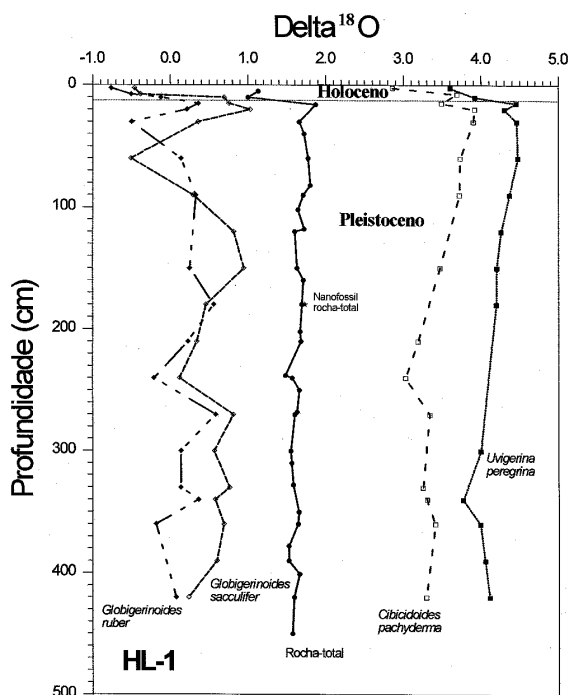 Delta¹⁸O
-1.0 0.0 1.0 2.0 3.0 4.0 5.0
0
Holoceno
100
Pleistoceno
Nanofossil
rocha-total
200
Profundidade (cm)
300
Uvigerina
peregrina
400
Globigerinoides
sacculifer
Globigerinoides
ruber
Cibicidoides
pachyderma
Rocha-total
HL-1
500